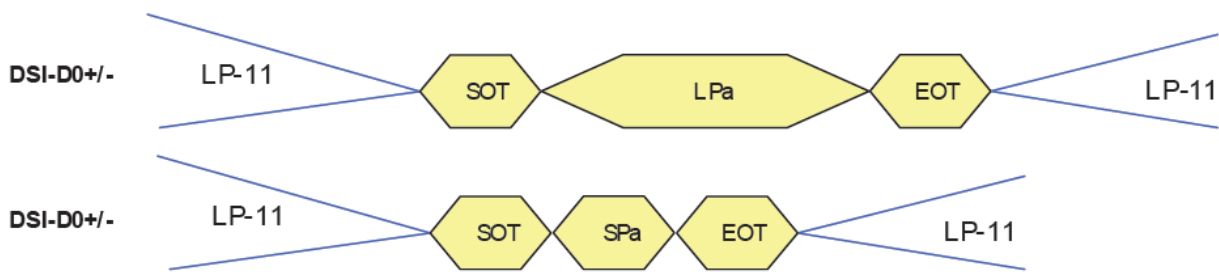 DSI-D0+/- LP-11 SOT LPa EOT LP-11
DSI-D0+/- LP-11 SOT SPa EOT LP-11